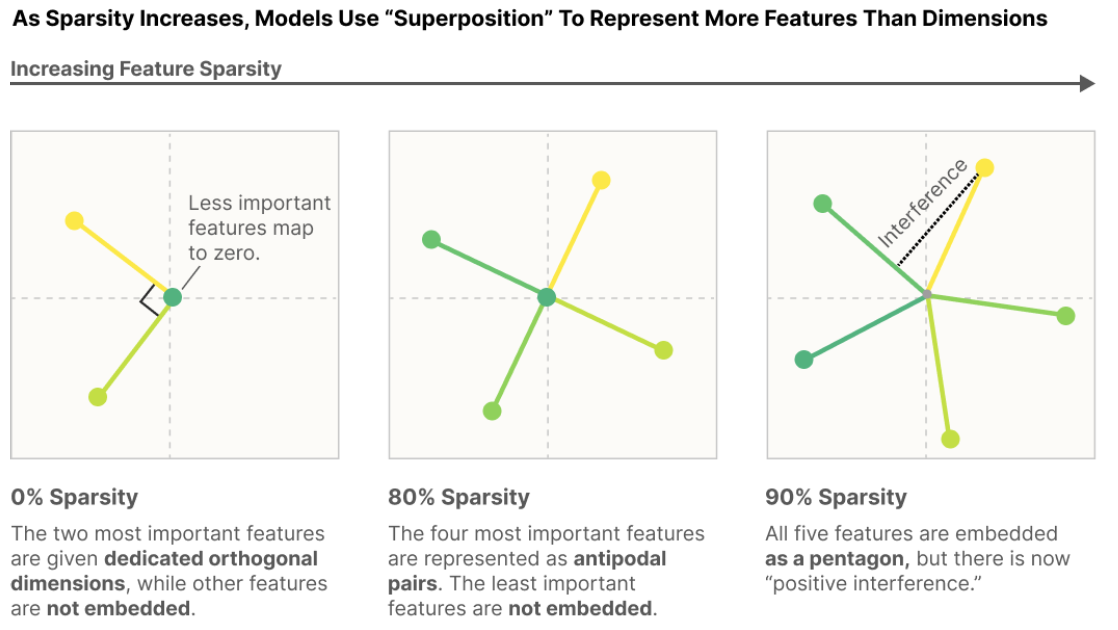 As Sparsity Increases, Models Use “Superposition” To Represent More Features Than Dimensions
Increasing Feature Sparsity
Less important
features map
to zero.
Interference
0% Sparsity
The two most important features
are given dedicated orthogonal
dimensions, while other features
are not embedded.
80% Sparsity
The four most important features
are represented as antipodal
pairs. The least important
features are not embedded.
90% Sparsity
All five features are embedded
as a pentagon, but there is now
“positive interference.”